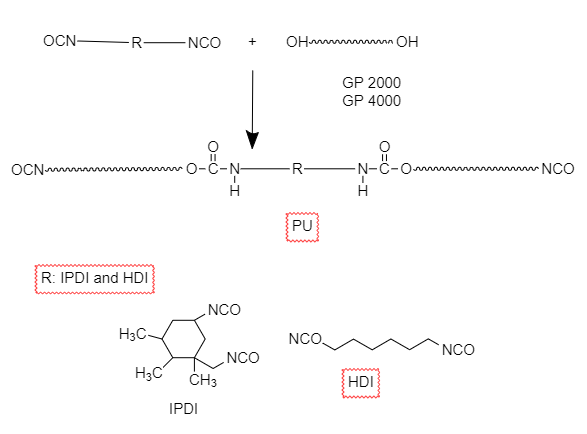 OCN R NCO + OH OH
GP 2000
GP 4000
OCN O C O N H R N H C O O NCO
PU
R: IPDI and HDI
NCO
H₃C
NCO
H₃C
CH₃
IPDI
NCO
NCO
HDI